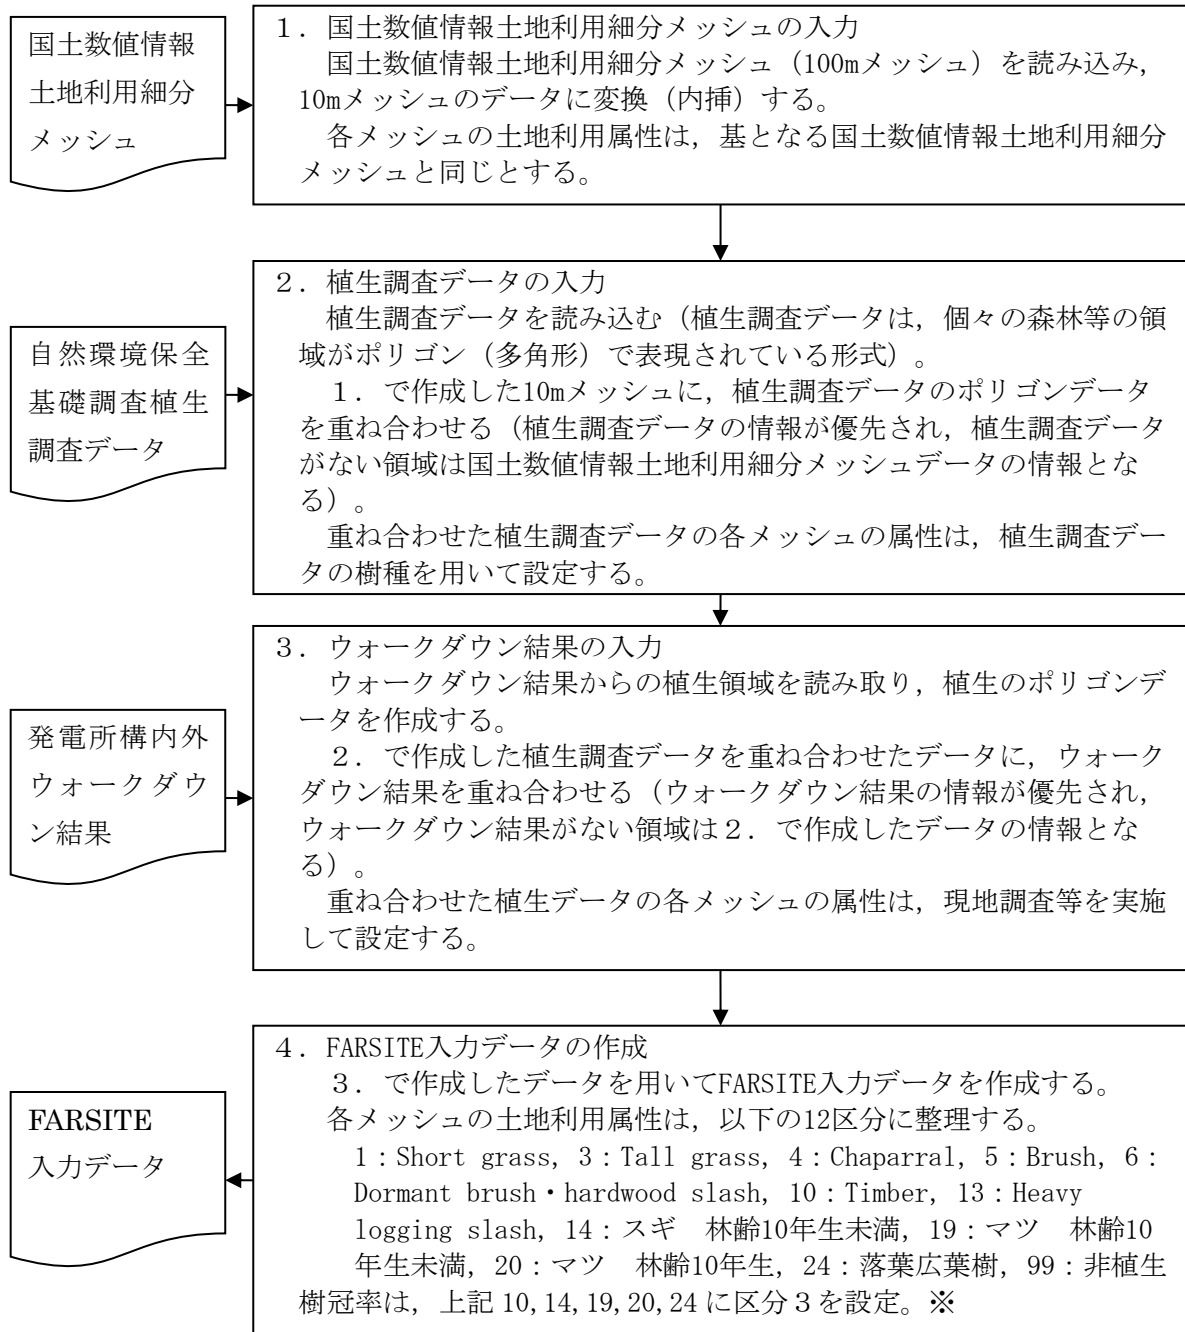 国土数値情報
土地利用細分
メッシュ
１．国土数値情報土地利用細分メッシュの入力
国土数値情報土地利用細分メッシュ（100mメッシュ）を読み込み，
10mメッシュのデータに変換（内挿）する。
各メッシュの土地利用属性は，基となる国土数値情報土地利用細分
メッシュと同じとする。
自然環境保全
基礎調査植生
調査データ
２．植生調査データの入力
植生調査データを読み込む（植生調査データは，個々の森林等の領
域がポリゴン（多角形）で表現されている形式）。
１．で作成した10mメッシュに，植生調査データのポリゴンデータ
を重ね合わせる（植生調査データの情報が優先され，植生調査データ
がない領域は国土数値情報土地利用細分メッシュデータの情報とな
る）。
重ね合わせた植生調査データの各メッシュの属性は，植生調査デー
タの樹種を用いて設定する。
発電所構内外
ウォークダウ
ン結果
３．ウォークダウン結果の入力
ウォークダウン結果からの植生領域を読み取り，植生のポリゴンデ
ータを作成する。
２．で作成した植生調査データを重ね合わせたデータに，ウォーク
ダウン結果を重ね合わせる（ウォークダウン結果の情報が優先され，
ウォークダウン結果がない領域は２．で作成したデータの情報とな
る）。
重ね合わせた植生データの各メッシュの属性は，現地調査等を実施
して設定する。
FARSITE
入力データ
４．FARSITE入力データの作成
３．で作成したデータを用いてFARSITE入力データを作成する。
各メッシュの土地利用属性は，以下の12区分に整理する。
1：Short grass, 3：Tall grass, 4：Chaparral, 5：Brush, 6：
Dormant brush・hardwood slash, 10：Timber, 13：Heavy
logging slash, 14：スギ　林齢10年生未満, 19：マツ　林齢10
年生未満, 20：マツ　林齢10年生, 24：落葉広葉樹, 99：非植生
樹冠率は，上記 10,14,19,20,24 に区分３を設定。※